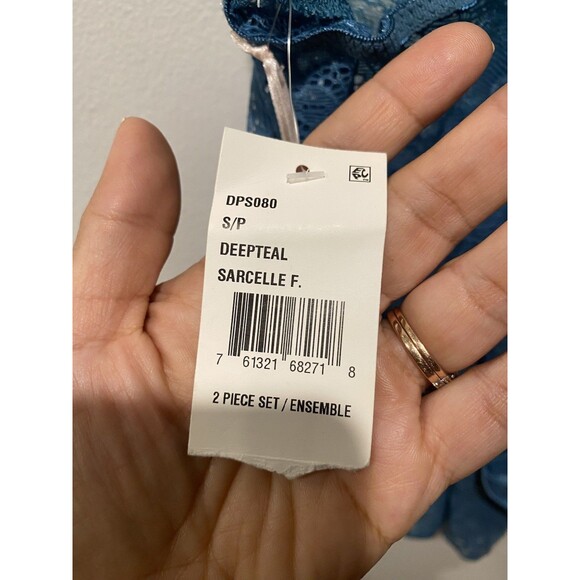 DPS080
S/P
DEEPTEAL
SARCELLE F.
7 61321 68271 8
2 PIECE SET / ENSEMBLE